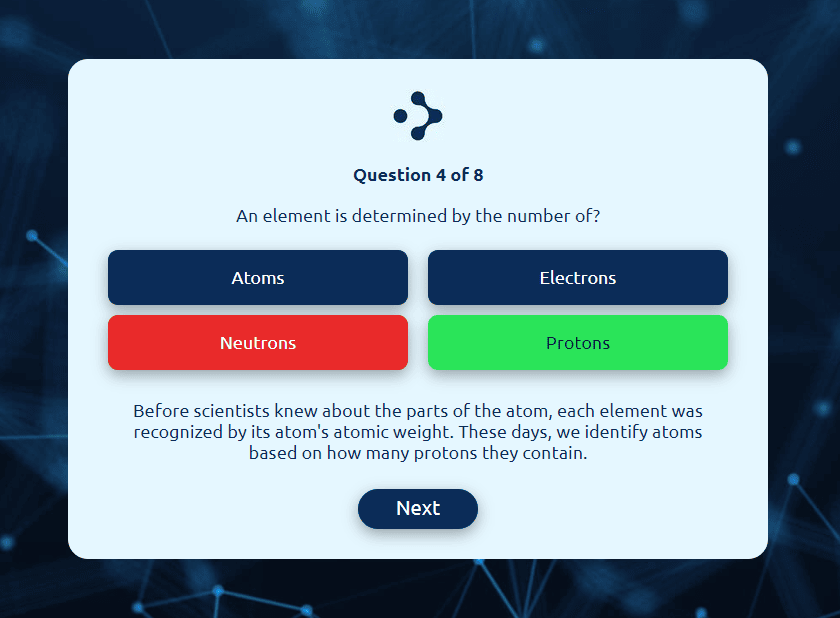 Question 4 of 8
An element is determined by the number of?
Atoms
Electrons
Neutrons
Protons
Before scientists knew about the parts of the atom, each element was
recognized by its atom's atomic weight. These days, we identify atoms
based on how many protons they contain.
Next